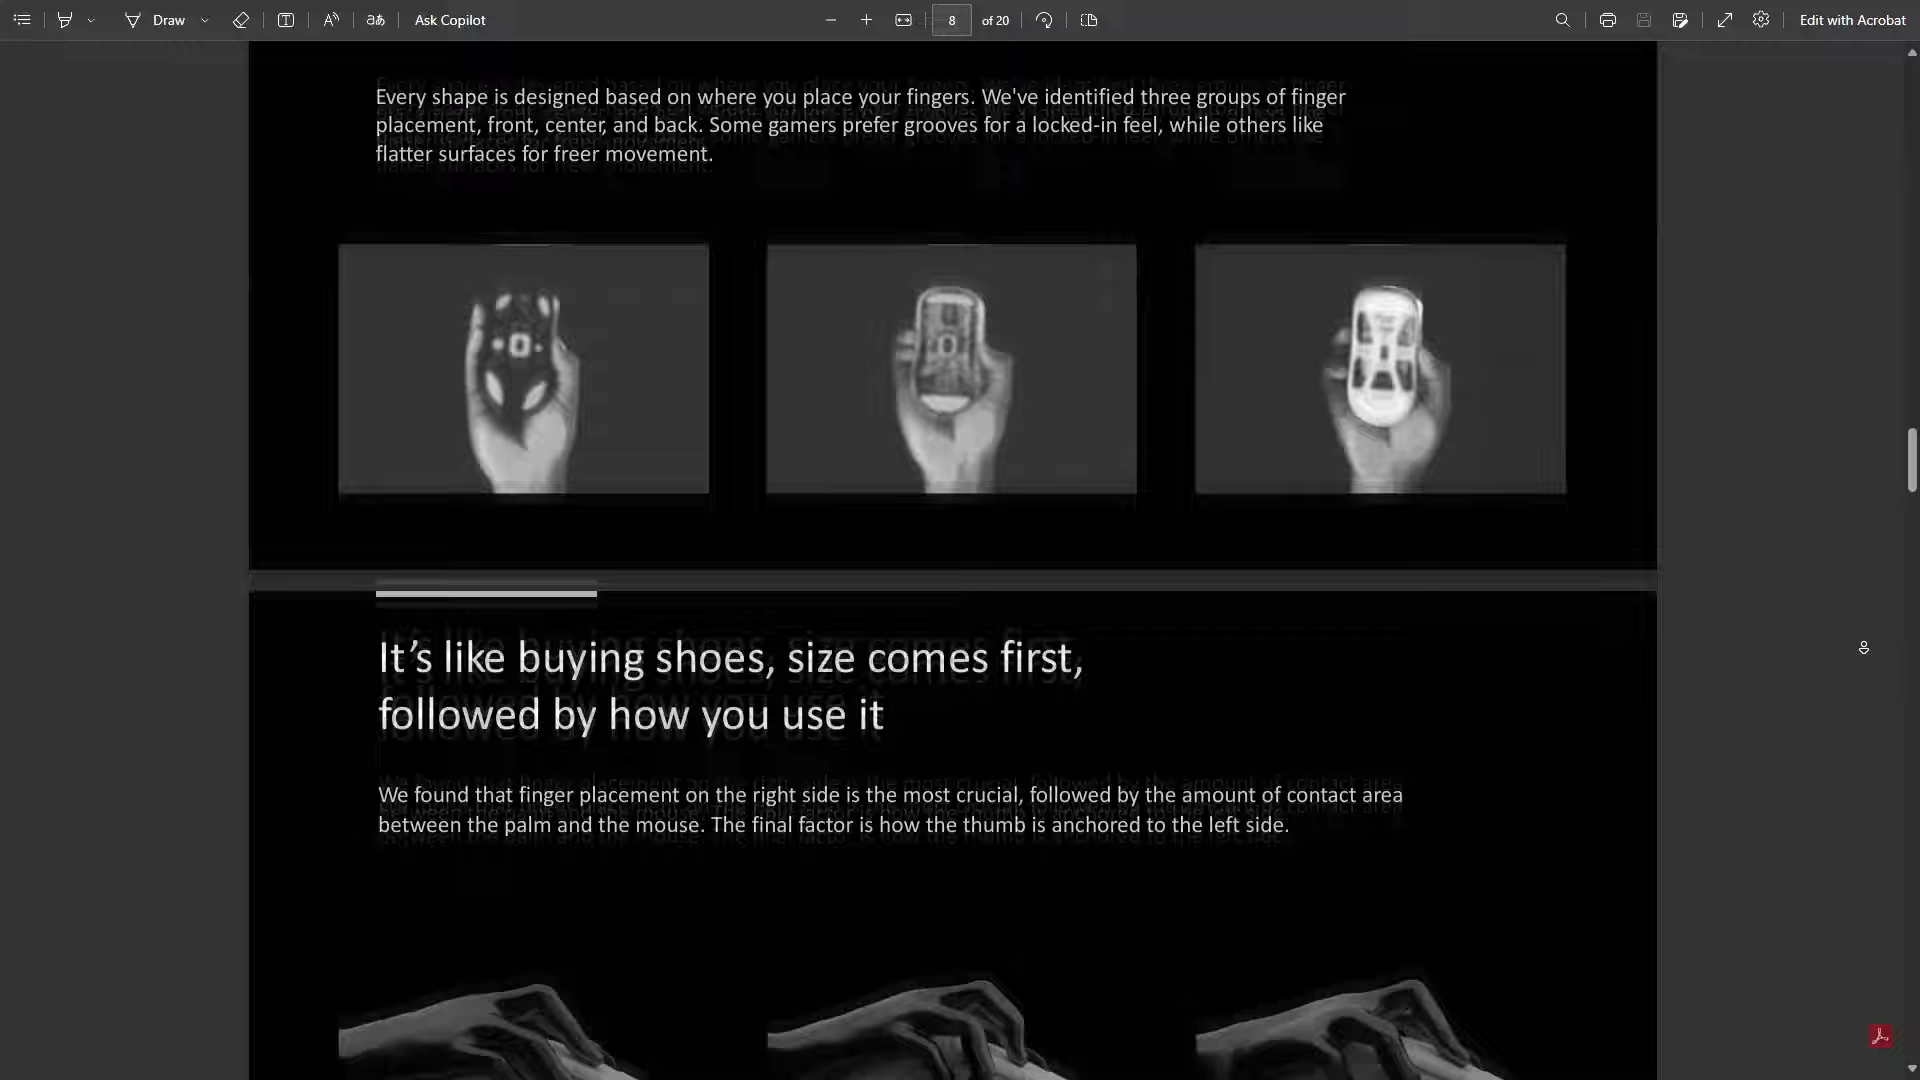 Draw
Ask Copilot
8
of 20
Edit with Acrobat
Every shape is designed based on where you place your fingers. We've identified three groups of finger
placement, front, center, and back. Some gamers prefer grooves for a locked-in feel, while others like
flatter surfaces for freer movement.
It’s like buying shoes, size comes first,
followed by how you use it
We found that finger placement on the right side is the most crucial, followed by the amount of contact area
between the palm and the mouse. The final factor is how the thumb is anchored to the left side.